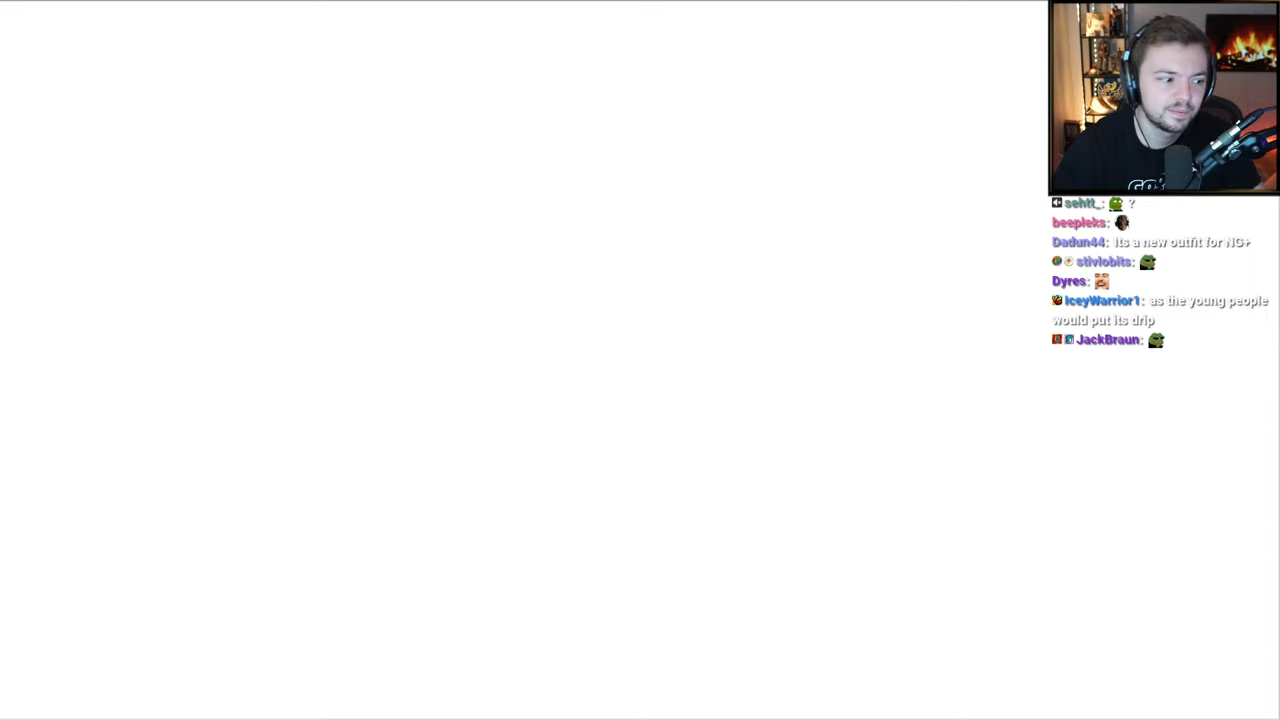 sehtt_: ?
beepleks:
Dadun44: Its a new outfit for NG+
stivlobits:
Dyres:
IceyWarrior1: as the young people
would put its drip
JackBraun: